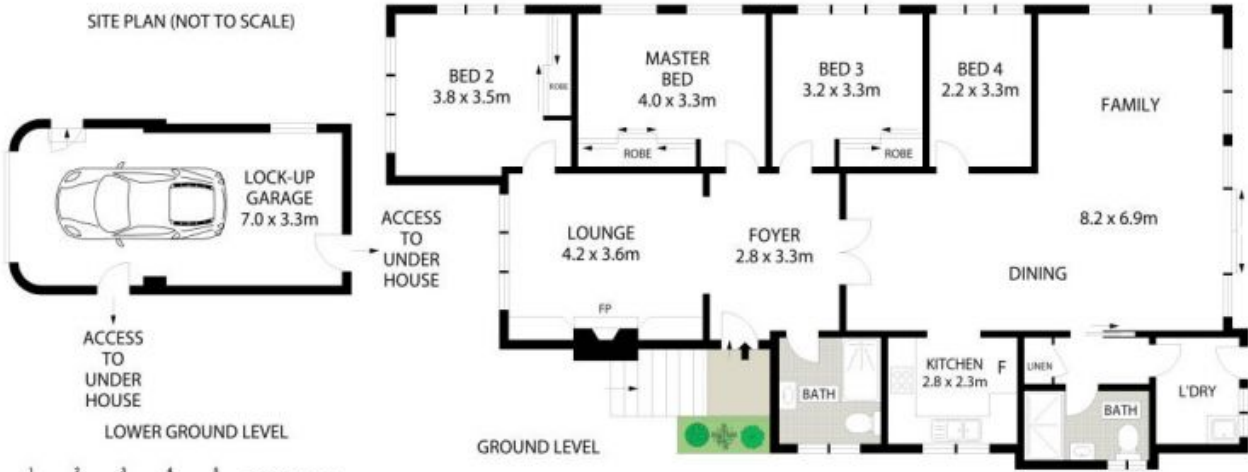 SITE PLAN (NOT TO SCALE)
LOCK-UP
GARAGE
7.0 x 3.3m
ACCESS
TO
UNDER
HOUSE
ACCESS
TO
UNDER
HOUSE
LOWER GROUND LEVEL
BED 2
3.8 x 3.5m
ROBE
MASTER
BED
4.0 x 3.3m
ROBE
BED 3
3.2 x 3.3m
ROBE
BED 4
2.2 x 3.3m
FAMILY
8.2 x 6.9m
DINING
LOUNGE
4.2 x 3.6m
FP
FOYER
2.8 x 3.3m
BATH
KITCHEN
2.8 x 2.3m
F
LINEN
BATH
L'DRY
GROUND LEVEL
1 2 3 4